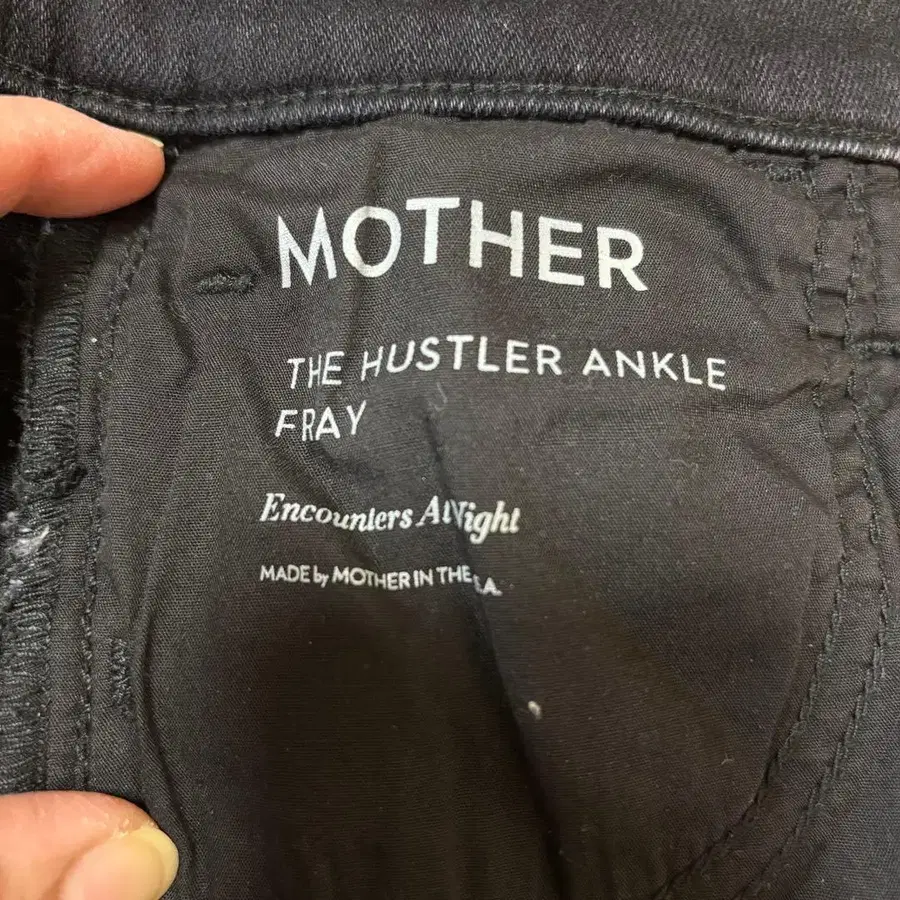 MOTHER
THE HUSTLER ANKLE
FRAY
Encounters At Night
MADE by MOTHER IN THE